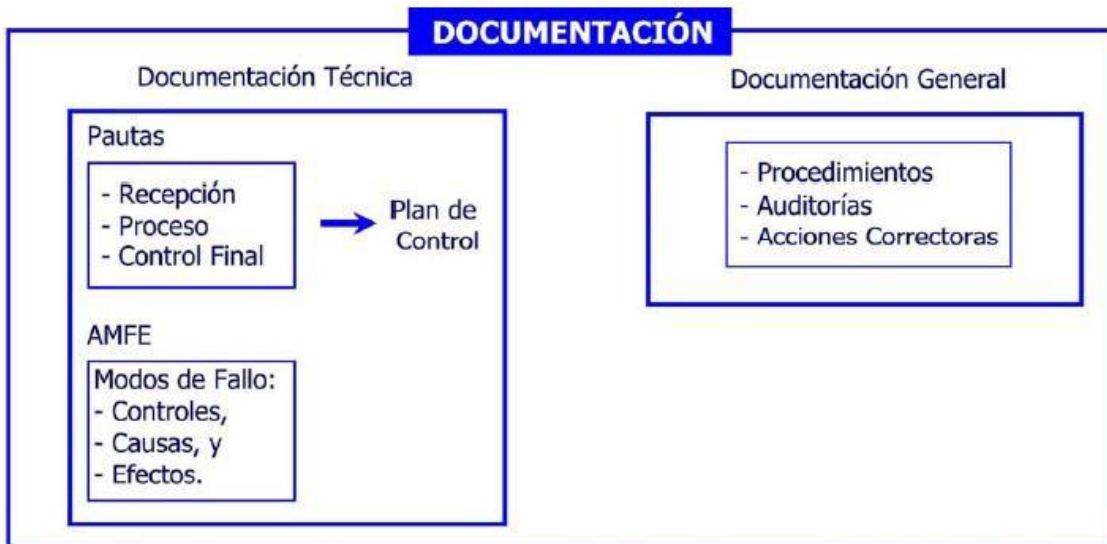 DOCUMENTACIÓN
Documentación Técnica
Pautas
- Recepción
- Proceso
- Control Final
Plan de
Control
AMFE
Modos de Fallo:
- Controles,
- Causas, y
- Efectos.
Documentación General
- Procedimientos
- Auditorías
- Acciones Correctoras